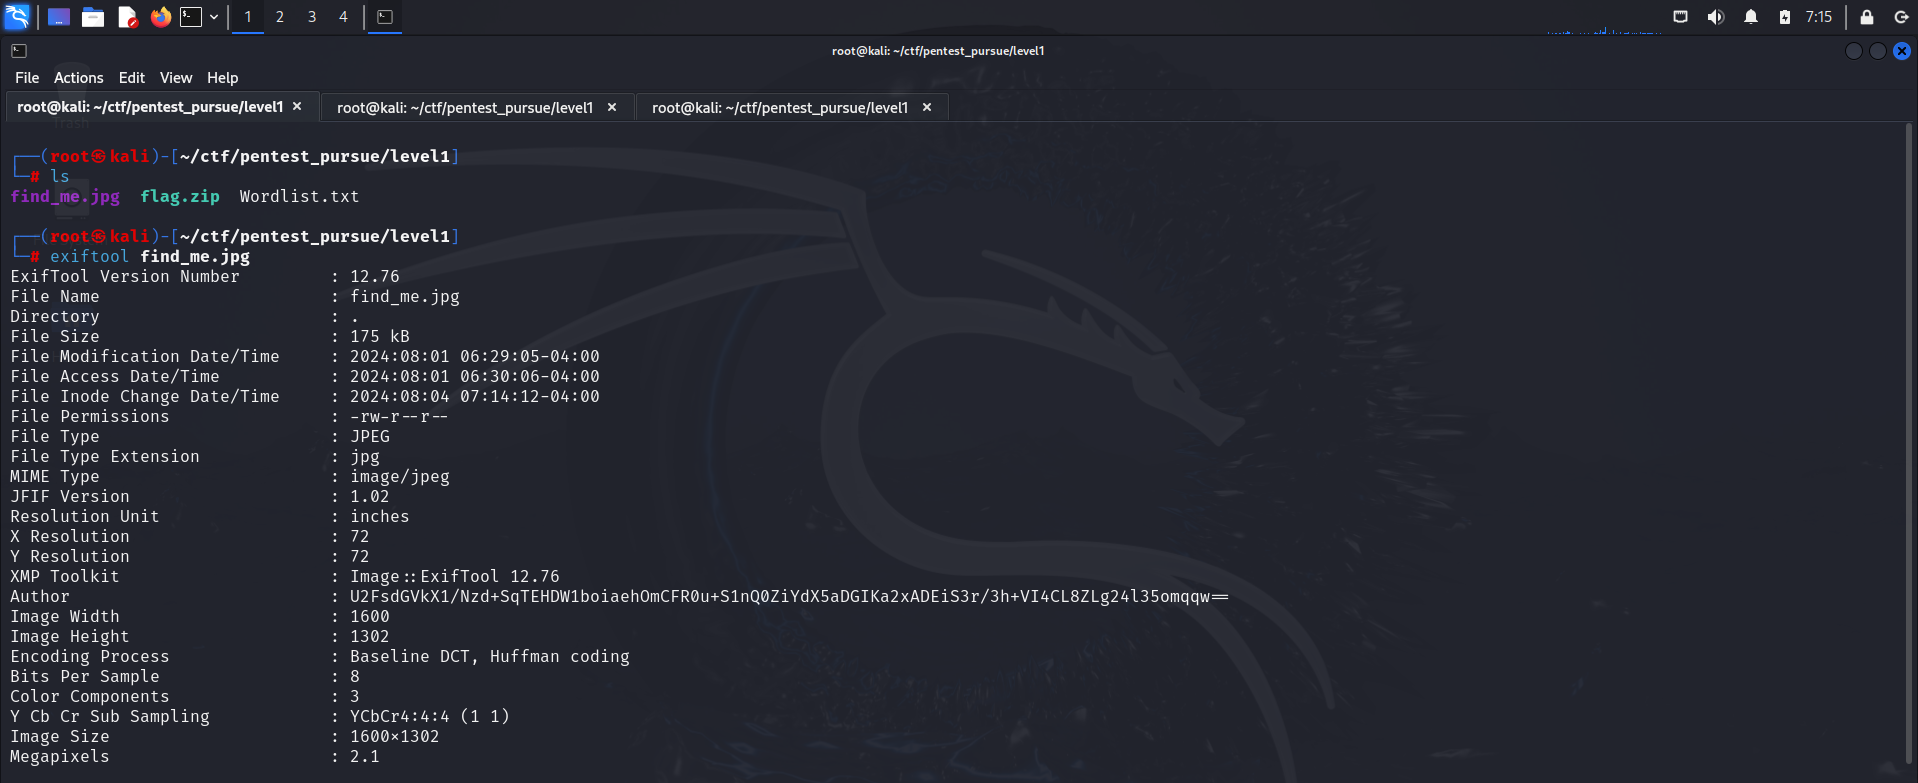 1 2 3 4 7:15
root@kali: ~/ctf/pentest_pursue/level1
File Actions Edit View Help
root@kali: ~/ctf/pentest_pursue/level1 × root@kali: ~/ctf/pentest_pursue/level1 × root@kali: ~/ctf/pentest_pursue/level1 ×
Trash
┌──(root㉿kali)-[~/ctf/pentest_pursue/level1]
└─# ls
find_me.jpg flag.zip Wordlist.txt
┌──(root㉿kali)-[~/ctf/pentest_pursue/level1]
└─# exiftool find_me.jpg
ExifTool Version Number : 12.76
File Name : find_me.jpg
Directory : .
File Size : 175 kB
File Modification Date/Time : 2024:08:01 06:29:05-04:00
File Access Date/Time : 2024:08:01 06:30:06-04:00
File Inode Change Date/Time : 2024:08:04 07:14:12-04:00
File Permissions : -rw-r--r--
File Type : JPEG
File Type Extension : jpg
MIME Type : image/jpeg
JFIF Version : 1.02
Resolution Unit : inches
X Resolution : 72
Y Resolution : 72
XMP Toolkit : Image::ExifTool 12.76
Author : U2FsdGVkX1/Nzd+SqTEHDW1boiaehOmCFR0u+S1nQ0ZiYdX5aDGIKa2xADEiS3r/3h+VI4CL8ZLg24l35omqqw==
Image Width : 1600
Image Height : 1302
Encoding Process : Baseline DCT, Huffman coding
Bits Per Sample : 8
Color Components : 3
Y Cb Cr Sub Sampling : YCbCr4:4:4 (1 1)
Image Size : 1600×1302
Megapixels : 2.1